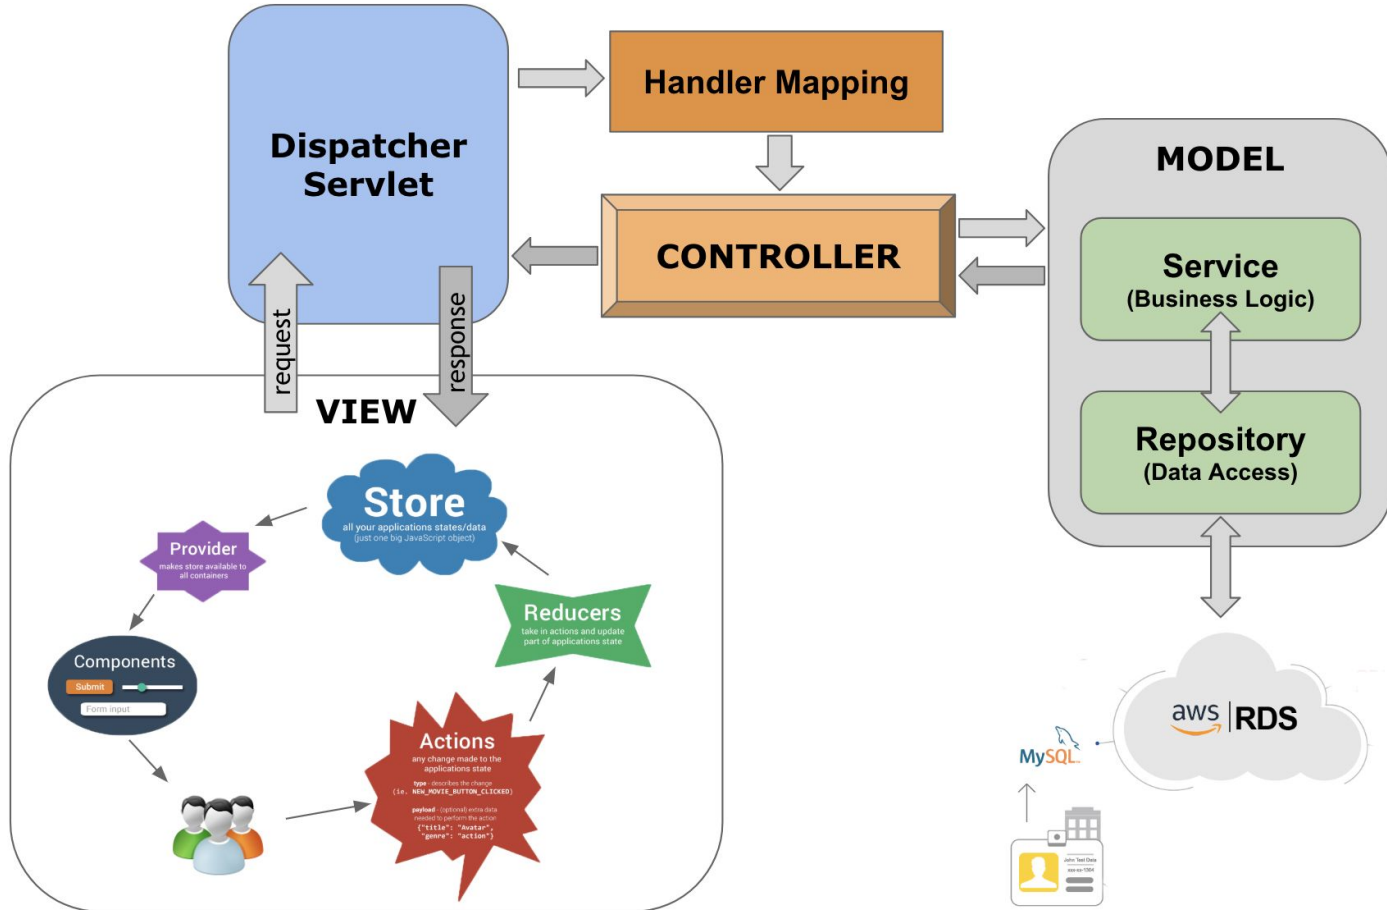 Dispatcher
Servlet
Handler Mapping
CONTROLLER
MODEL
Service
(Business Logic)
Repository
(Data Access)
request
response
VIEW
Store
all your applications states/data
(just one big JavaScript object)
Provider
makes store available to
all containers
Components
Submit
Form input
Reducers
take in actions and update
part of applications state
Actions
any change made to the
applications state
type - describes the change
(ie. NEW_MOVIE_BUTTON_CLICKED)
payload - (optional) extra data
needed to perform the action
{"title": "Avatar",
"genre": "action"}
aws | RDS
MySQL
John Test Data